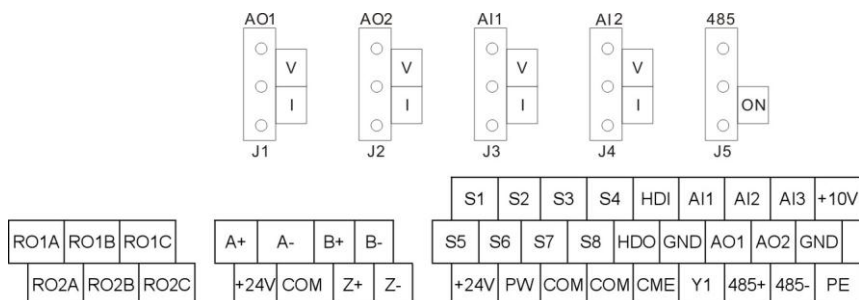 AO1 AO2 AI1 AI2 485
V V V V
I I I I ON
J1 J2 J3 J4 J5
S1 S2 S3 S4 HDI AI1 AI2 AI3 +10V
RO1A RO1B RO1C A+ A- B+ B- S5 S6 S7 S8 HDO GND AO1 AO2 GND
RO2A RO2B RO2C +24V COM Z+ Z- +24V PW COM COM CME Y1 485+ 485- PE